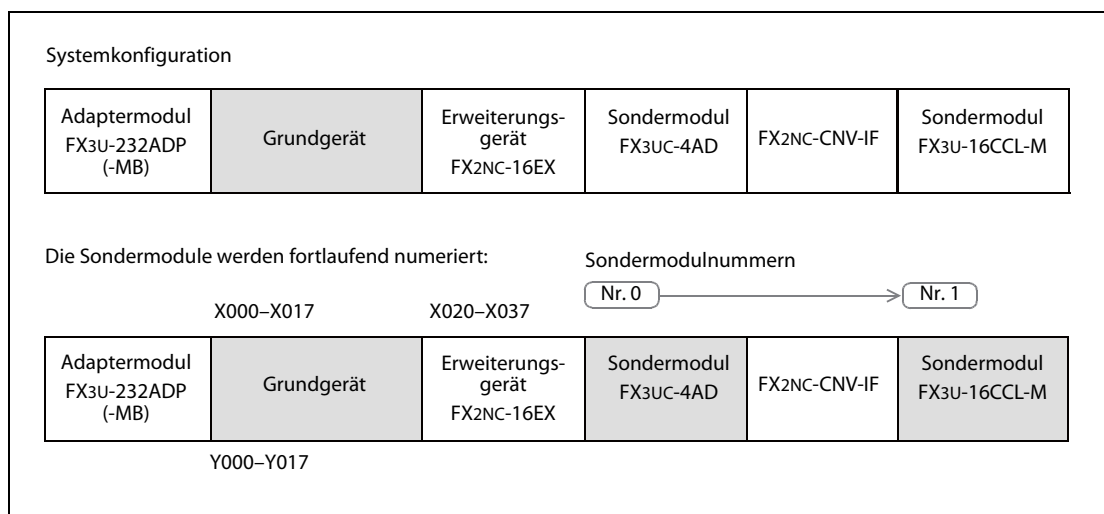 Systemkonfiguration
Adaptermodul
FX3U-232ADP
(-MB)
Grundgerät
Erweiterungs-
gerät
FX2NC-16EX
Sondermodul
FX3UC-4AD
FX2NC-CNV-IF
Sondermodul
FX3U-16CCL-M
Die Sondermodule werden fortlaufend numeriert:
Sondermodulnummern
Nr. 0
Nr. 1
X000–X017
X020–X037
Adaptermodul
FX3U-232ADP
(-MB)
Grundgerät
Erweiterungs-
gerät
FX2NC-16EX
Sondermodul
FX3UC-4AD
FX2NC-CNV-IF
Sondermodul
FX3U-16CCL-M
Y000–Y017